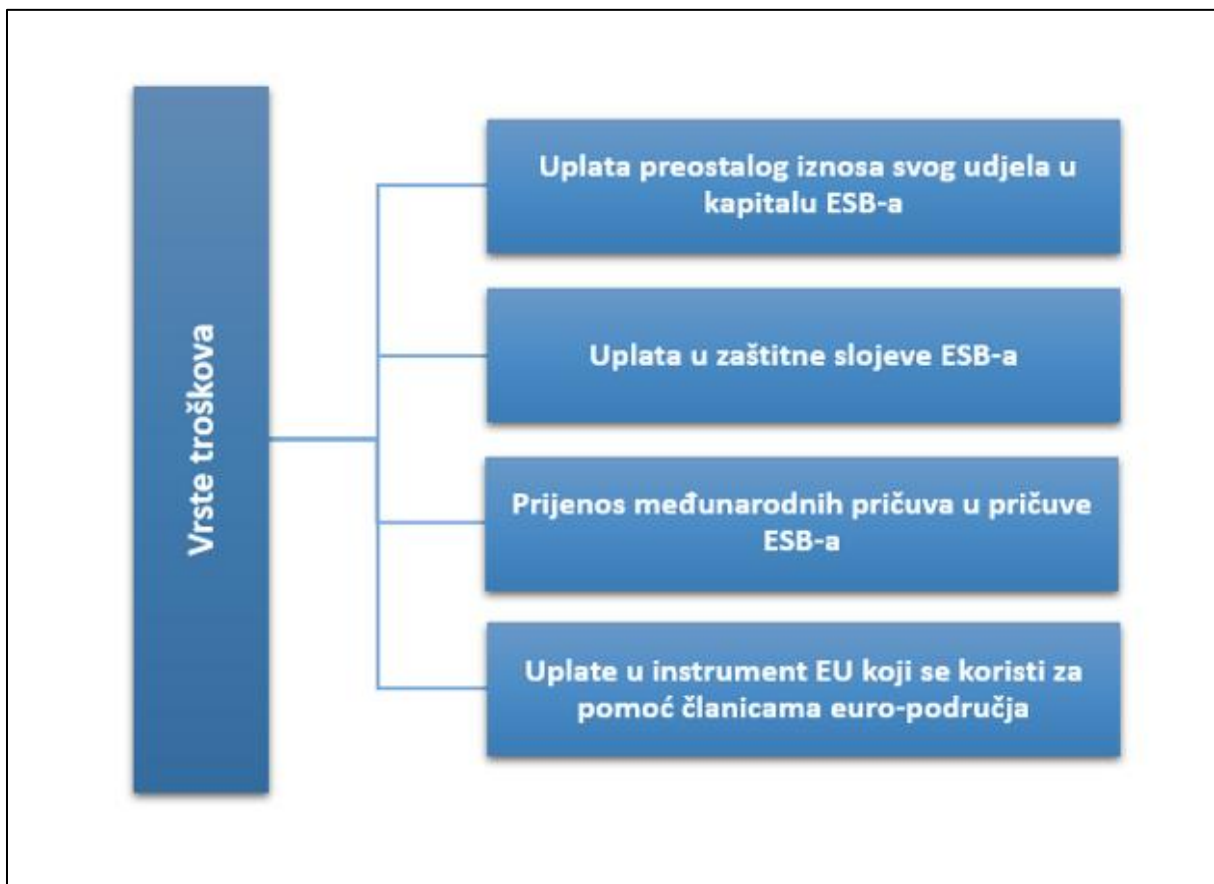 Vrste troškova
Uplata preostalog iznosa svog udjela u
kapitalu ESB-a
Uplata u zaštitne slojeve ESB-a
Prijenos međunarodnih pričuva u pričuve
ESB-a
Uplate u instrument EU koji se koristi za
pomoć članicama euro-područja